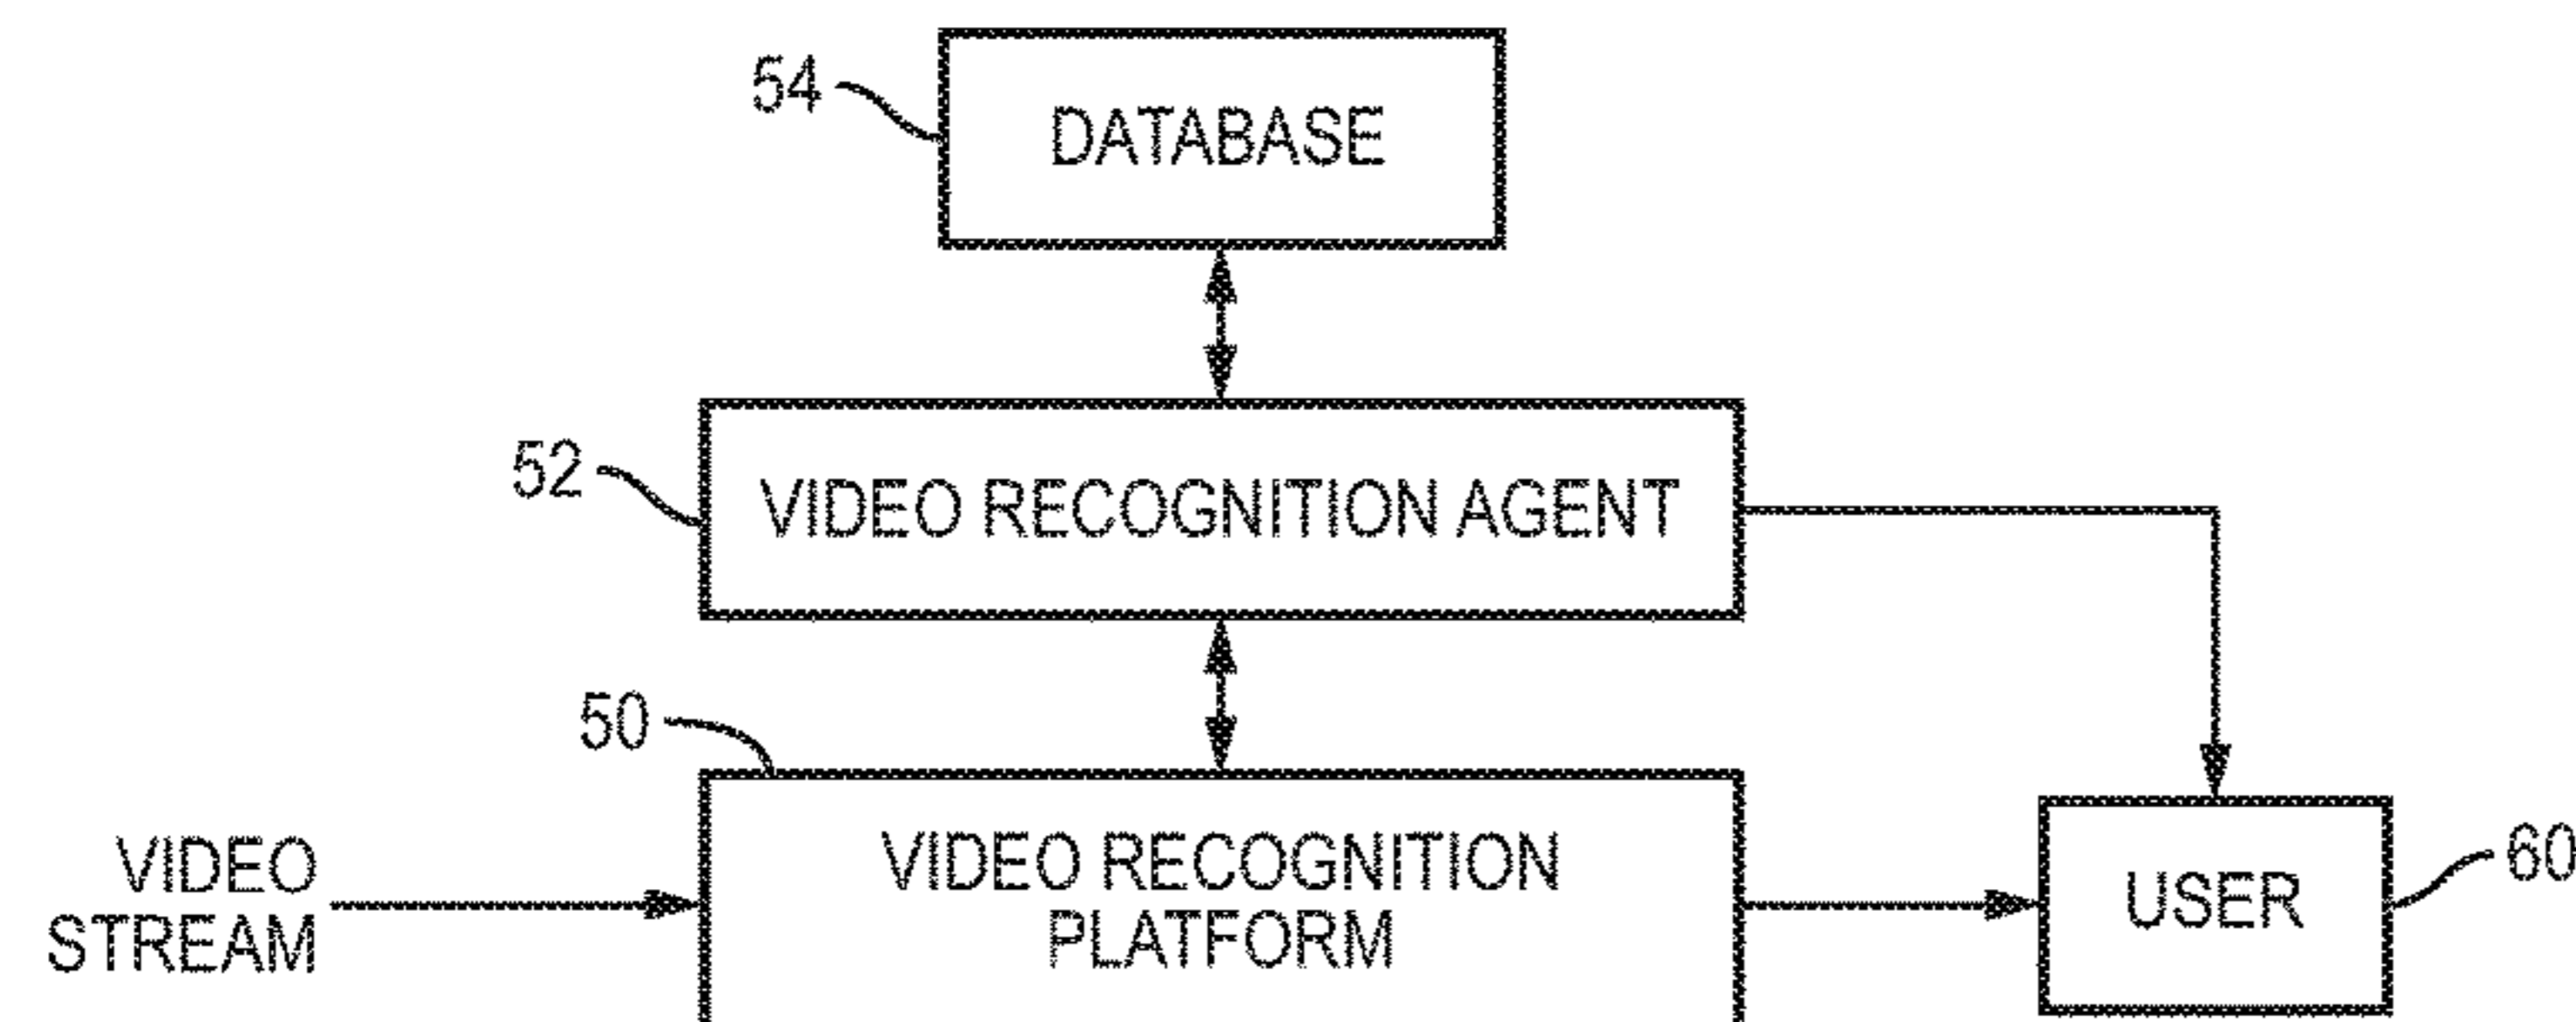 54
DATABASE
52
VIDEO RECOGNITION AGENT
50
VIDEO
STREAM
VIDEO RECOGNITION
PLATFORM
USER
60